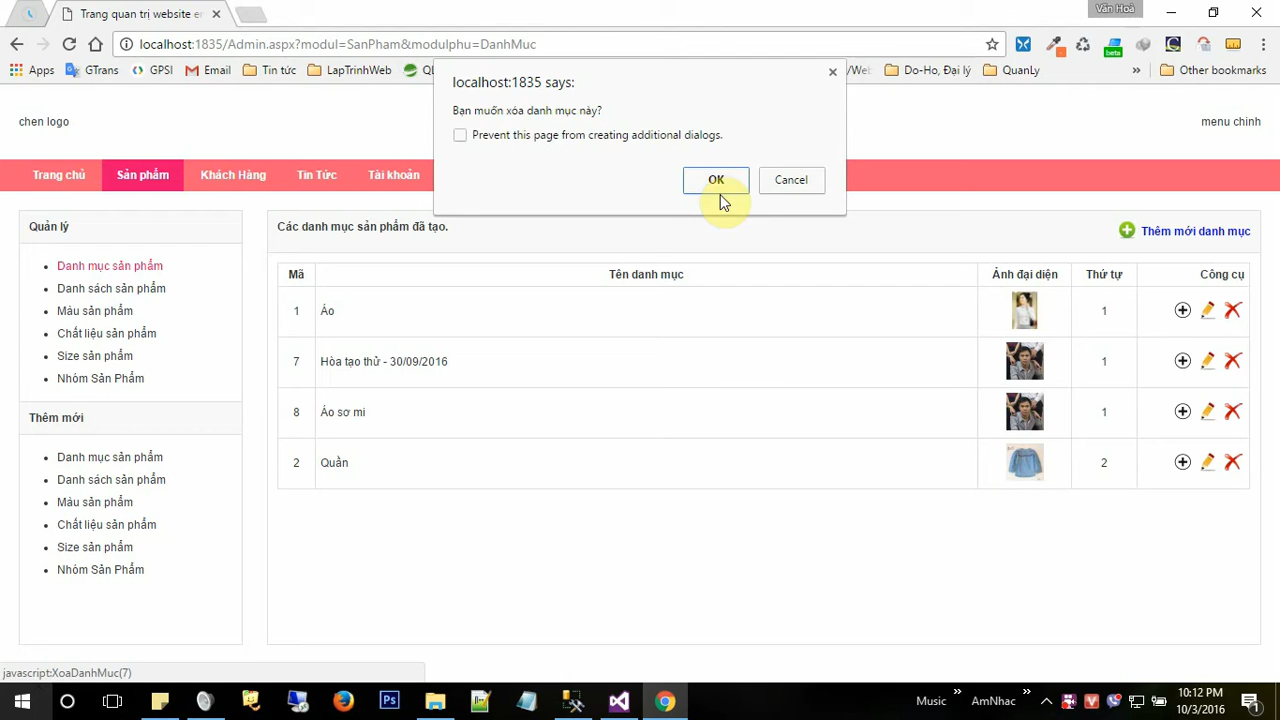 Trang quan trị website
Văn Hoà
localhost:1835/Admin.aspx?modul=SanPham&modulphu=DanhMuc
beta
Apps GTrans GPSI Email Tin tức LapTrinhWeb Do-Ho, Đại lý QuanLy » Other bookmarks
localhost:1835 says:
Bạn muốn xóa danh mục này?
Prevent this page from creating additional dialogs.
OK Cancel
chen logo
menu chinh
Trang chủ Sản phẩm Khách Hàng Tin Tức Tài khoản
Quản lý
Danh mục sản phẩm
Danh sách sản phẩm
Màu sản phẩm
Chất liệu sản phẩm
Size sản phẩm
Nhóm Sản Phẩm
Thêm mới
Danh mục sản phẩm
Danh sách sản phẩm
Màu sản phẩm
Chất liệu sản phẩm
Size sản phẩm
Nhóm Sản Phẩm
Các danh mục sản phẩm đã tạo.
Thêm mới danh mục
Mã Tên danh mục Ảnh đại diện Thứ tự Công cụ
1 Áo 1
7 Hòa tạo thử - 30/09/2016 1
8 Áo sơ mi 1
2 Quần 2
javascript:XoaDanhMuc(7)
Ps
Music » AmNhac »
10:12 PM
10/3/2016
1